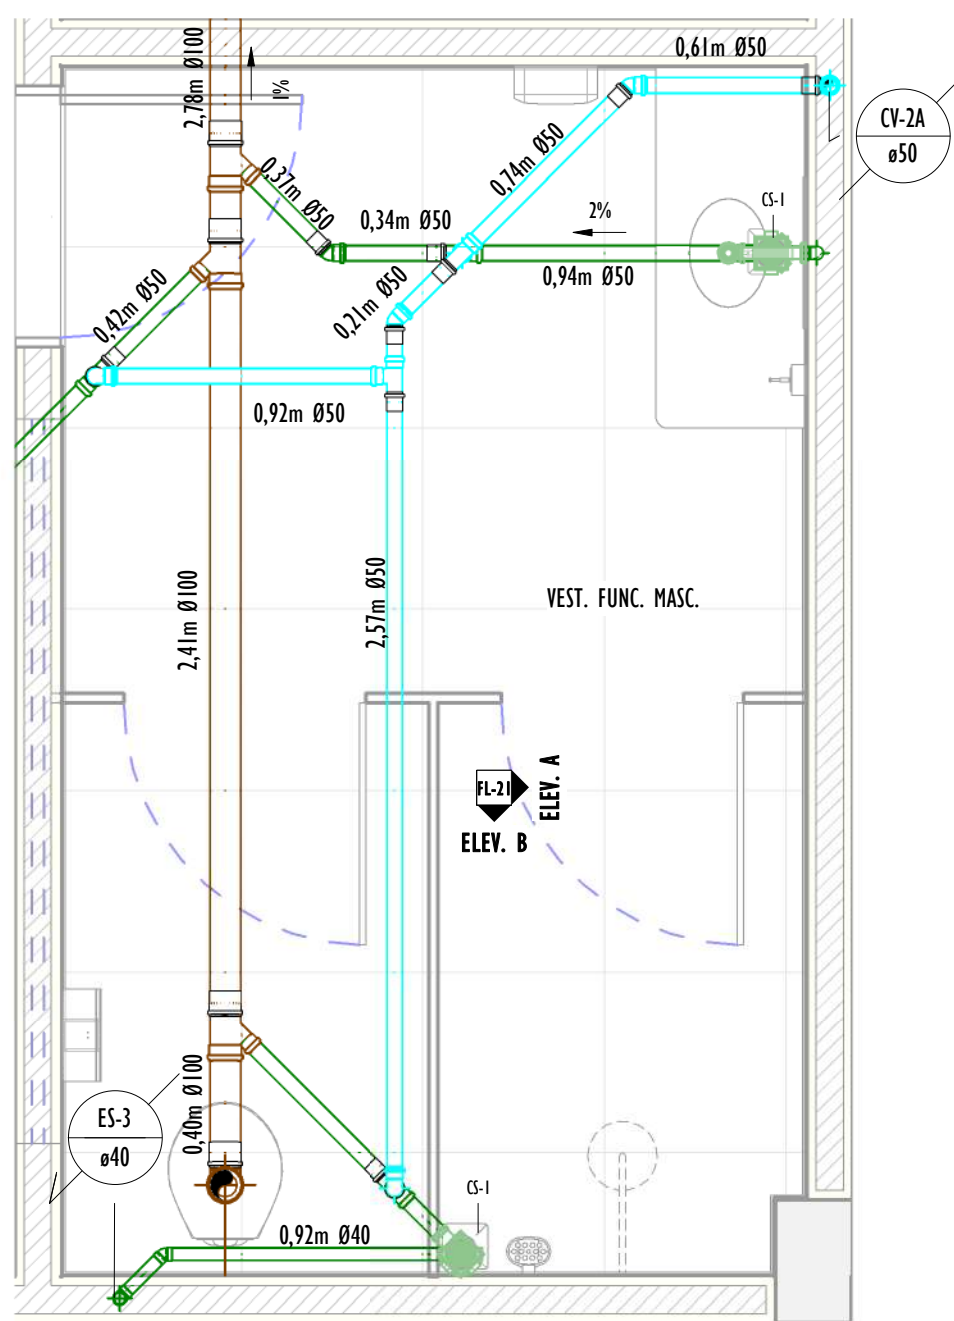 0,61m Ø50
2,78m Ø100
1%
CV-2A
ø50
0,37m Ø50
0,74m Ø50
CS-1
0,34m Ø50
2%
0,94m Ø50
0,42m Ø50
0,21m Ø50
0,92m Ø50
2,41m Ø100
2,57m Ø50
VEST. FUNC. MASC.
FL-21
ELEV. A
ELEV. B
0,40m Ø100
ES-3
ø40
CS-1
0,92m Ø40